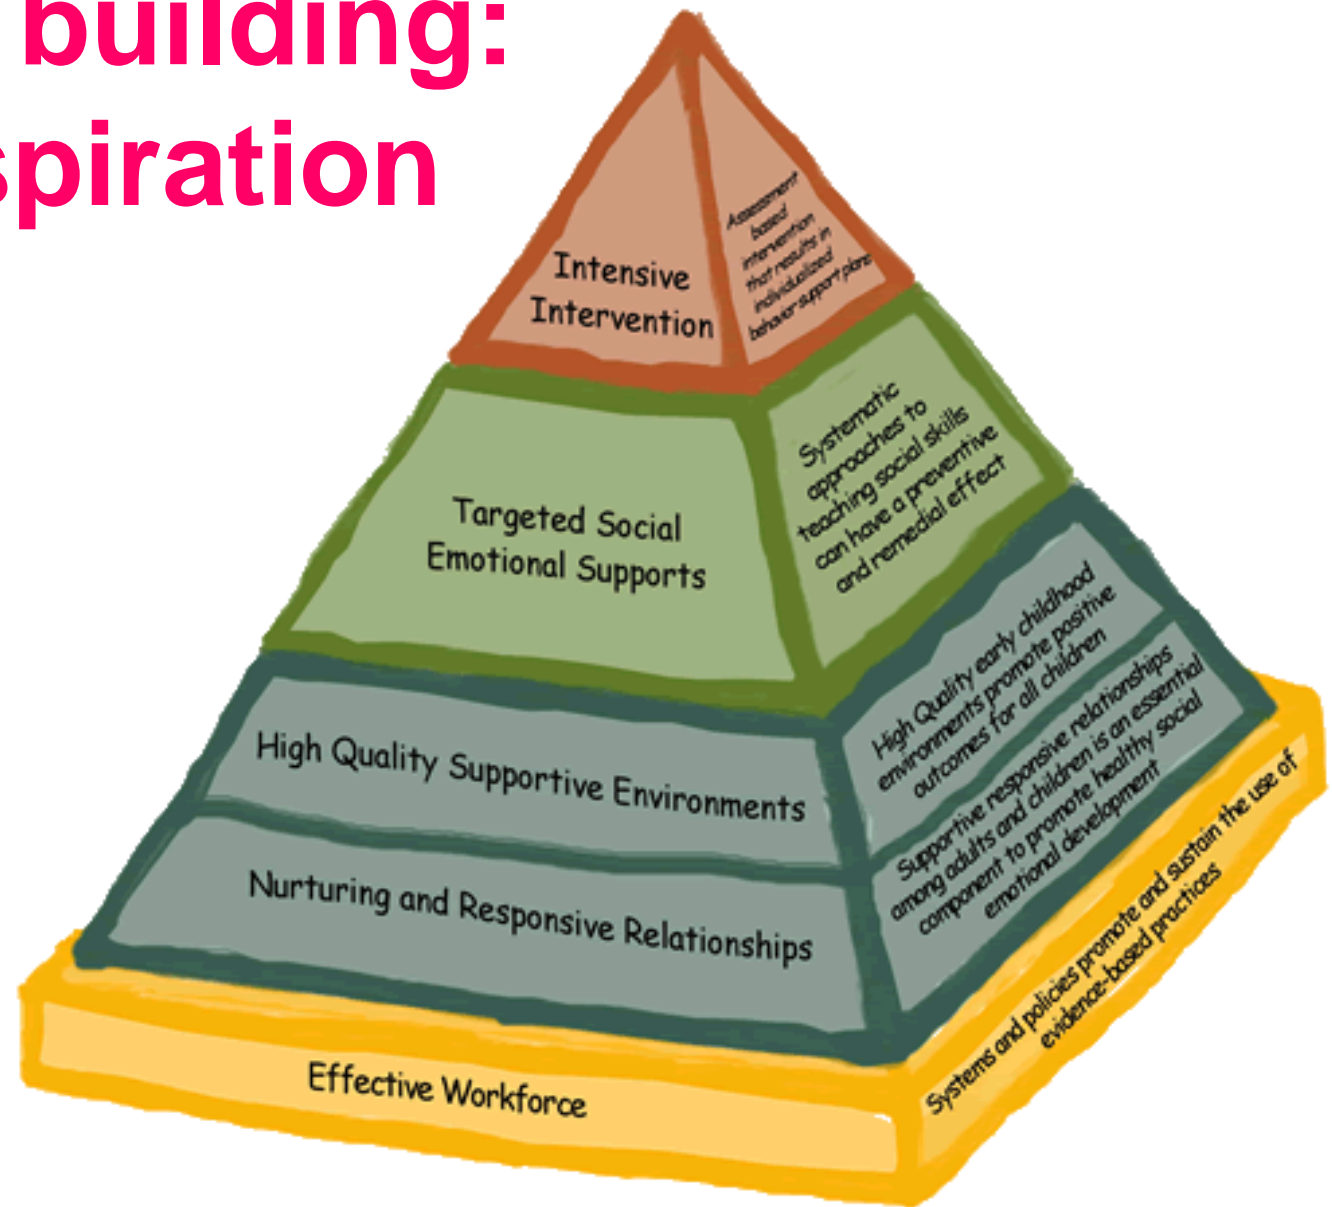 building:
spiration
Intensive
Intervention
Assessment
based
intervention
that results in
individualized
behavior support plans
Targeted Social
Emotional Supports
Systematic
approaches to
teaching social skills
can have a preventive
and remedial effect
High Quality Supportive Environments
High Quality early childhood
environments promote positive
outcomes for all children
Nurturing and Responsive Relationships
Supportive responsive relationships
among adults and children is an essential
component to promote healthy social
emotional development
Effective Workforce
Systems and policies promote and sustain the use of
evidence-based practices